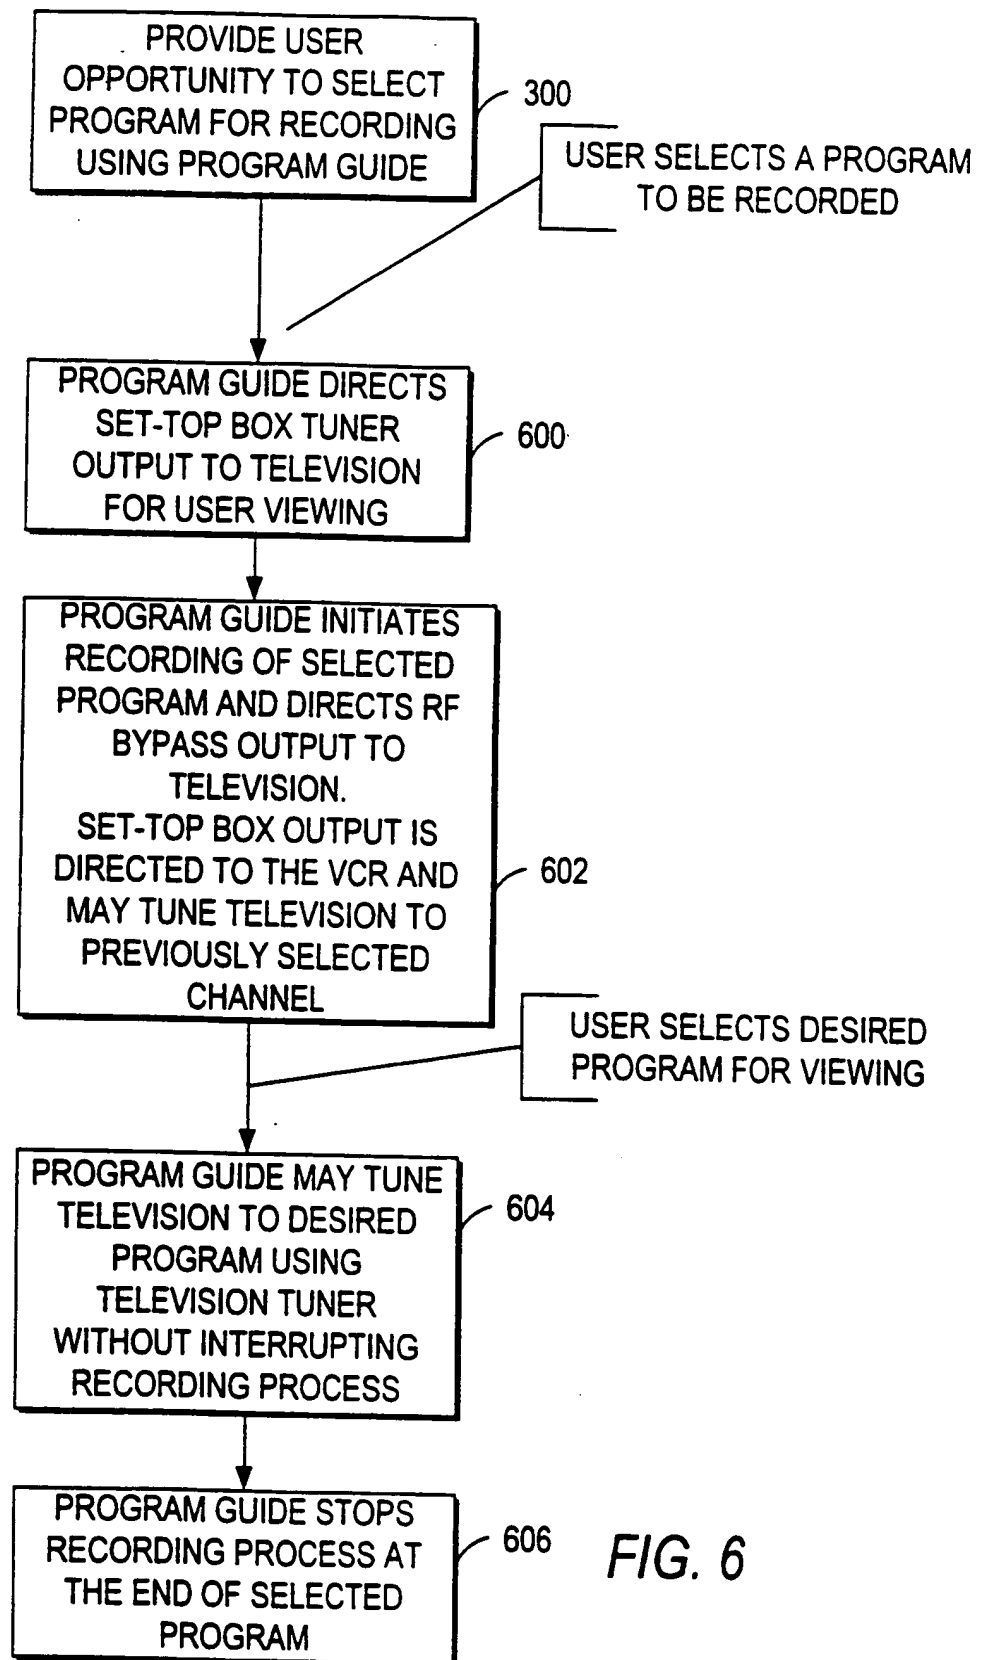 PROVIDE USER
OPPORTUNITY TO SELECT
PROGRAM FOR RECORDING
USING PROGRAM GUIDE
300
USER SELECTS A PROGRAM
TO BE RECORDED
PROGRAM GUIDE DIRECTS
SET-TOP BOX TUNER
OUTPUT TO TELEVISION
FOR USER VIEWING
600
PROGRAM GUIDE INITIATES
RECORDING OF SELECTED
PROGRAM AND DIRECTS RF
BYPASS OUTPUT TO
TELEVISION.
SET-TOP BOX OUTPUT IS
DIRECTED TO THE VCR AND
MAY TUNE TELEVISION TO
PREVIOUSLY SELECTED
CHANNEL
602
USER SELECTS DESIRED
PROGRAM FOR VIEWING
PROGRAM GUIDE MAY TUNE
TELEVISION TO DESIRED
PROGRAM USING
TELEVISION TUNER
WITHOUT INTERRUPTING
RECORDING PROCESS
604
PROGRAM GUIDE STOPS
RECORDING PROCESS AT
THE END OF SELECTED
PROGRAM
606
FIG. 6